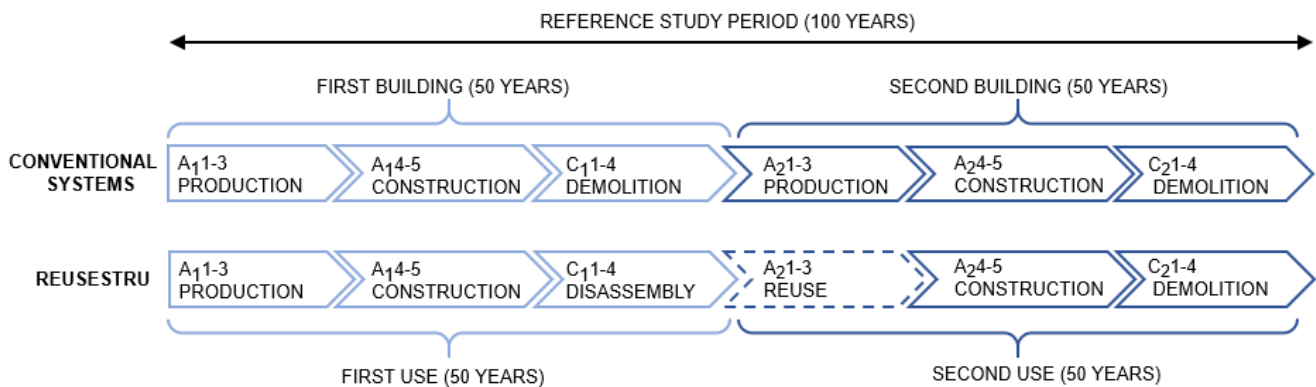 REFERENCE STUDY PERIOD (100 YEARS)
FIRST BUILDING (50 YEARS)
SECOND BUILDING (50 YEARS)
CONVENTIONAL
SYSTEMS
A₁1-3
PRODUCTION
A₁4-5
CONSTRUCTION
C₁1-4
DEMOLITION
A₂1-3
PRODUCTION
A₂4-5
CONSTRUCTION
C₂1-4
DEMOLITION
REUSESTRU
A₁1-3
PRODUCTION
A₁4-5
CONSTRUCTION
C₁1-4
DISASSEMBLY
A₂1-3
REUSE
A₂4-5
CONSTRUCTION
C₂1-4
DEMOLITION
FIRST USE (50 YEARS)
SECOND USE (50 YEARS)